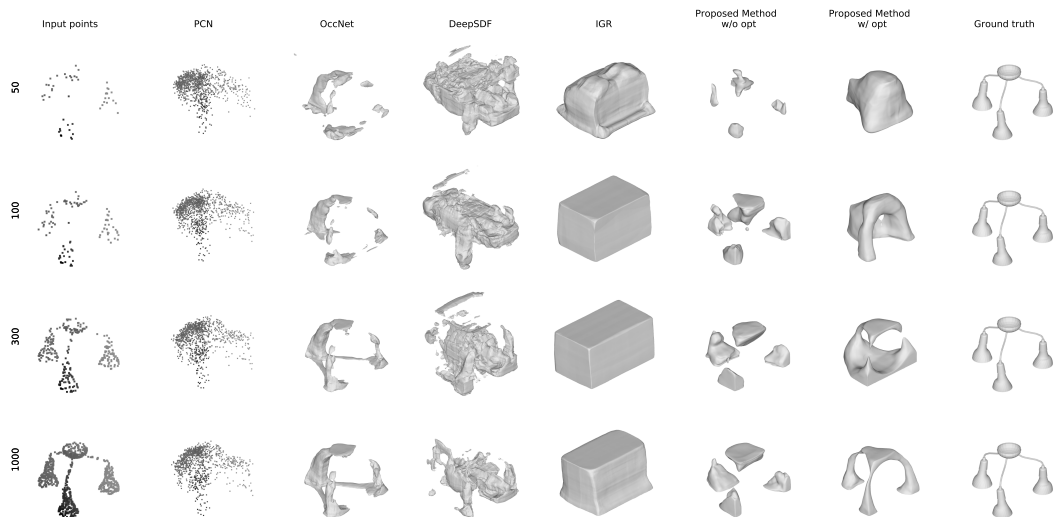 Input points
PCN
OccNet
DeepSDF
IGR
Proposed Method
w/o opt
Proposed Method
w/ opt
Ground truth
50
100
300
1000